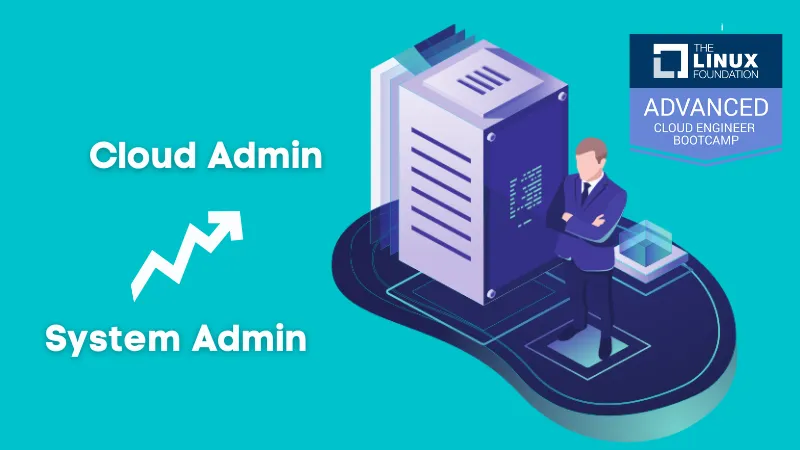 Cloud Admin
System Admin
THE
LINUX
FOUNDATION
ADVANCED
CLOUD ENGINEER
BOOTCAMP